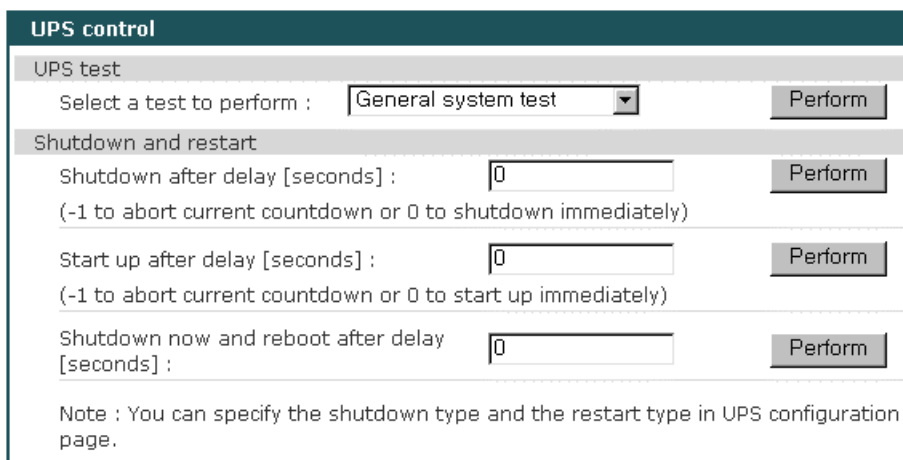 UPS control
UPS test
Select a test to perform : General system test Perform
Shutdown and restart
Shutdown after delay [seconds] : 0 Perform
(-1 to abort current countdown or 0 to shutdown immediately)
Start up after delay [seconds] : 0 Perform
(-1 to abort current countdown or 0 to start up immediately)
Shutdown now and reboot after delay
[seconds] : 0 Perform
Note : You can specify the shutdown type and the restart type in UPS configuration
page.